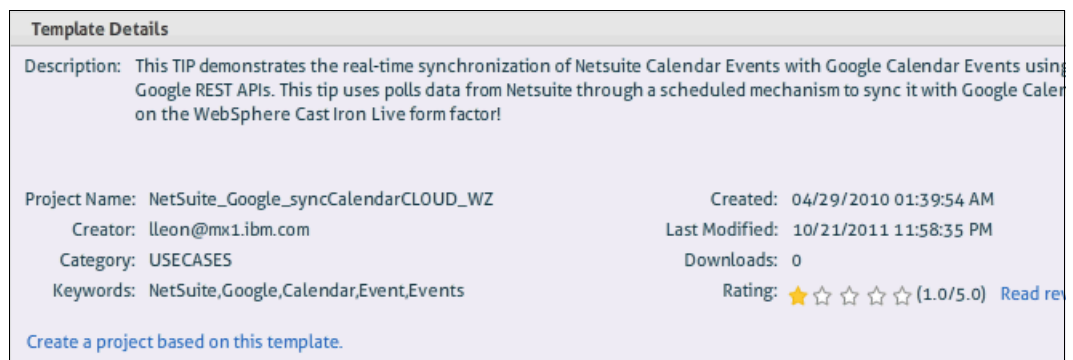 Template Details
Description: This TIP demonstrates the real-time synchronization of Netsuite Calendar Events with Google Calendar Events using
Google REST APIs. This tip uses polls data from Netsuite through a scheduled mechanism to sync it with Google
on the WebSphere Cast Iron Live form factor!
Project Name: NetSuite_Google_syncCalendarCLOUD_WZ Created: 04/29/2010 01:39:54 AM
Creator: lleon@mx1.ibm.com Last Modified: 10/21/2011 11:58:35 PM
Category: USECASES Downloads: 0
Keywords: NetSuite,Google,Calendar,Event,Events Rating: (1.0/5.0) Read
Create a project based on this template.